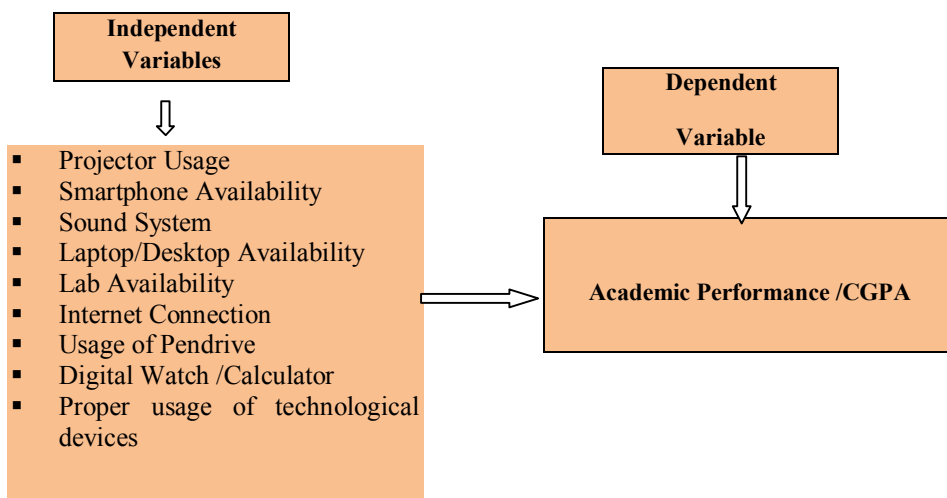 Independent
Variables
Dependent
Variable
▪ Projector Usage
▪ Smartphone Availability
▪ Sound System
▪ Laptop/Desktop Availability
▪ Lab Availability
▪ Internet Connection
▪ Usage of Pendrive
▪ Digital Watch /Calculator
▪ Proper usage of technological
devices
Academic Performance /CGPA